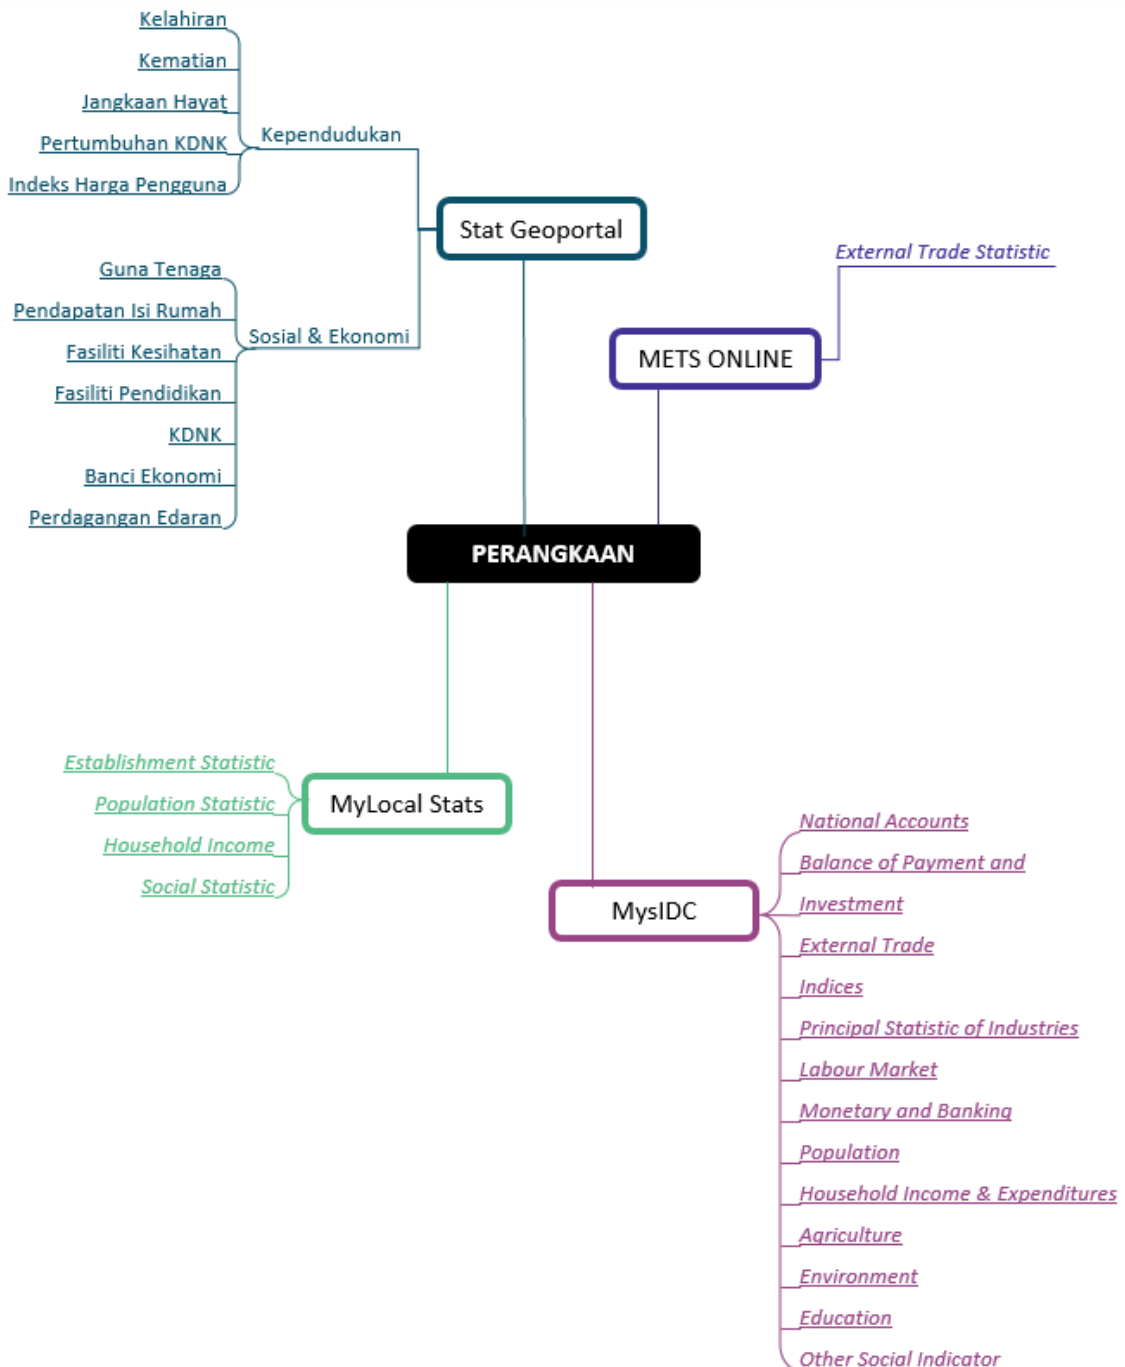 Kelahiran
Kematian
Jangkaan Hayat
Pertumbuhan KDNK
Indeks Harga Pengguna
Kependudukan
Stat Geoportal
Guna Tenaga
Pendapatan Isi Rumah
Fasiliti Kesihatan
Fasiliti Pendidikan
KDNK
Banci Ekonomi
Perdagangan Edaran
Sosial & Ekonomi
External Trade Statistic
METS ONLINE
PERANGKAAN
Establishment Statistic
Population Statistic
Household Income
Social Statistic
MyLocal Stats
MysIDC
National Accounts
Balance of Payment and
Investment
External Trade
Indices
Principal Statistic of Industries
Labour Market
Monetary and Banking
Population
Household Income & Expenditures
Agriculture
Environment
Education
Other Social Indicator